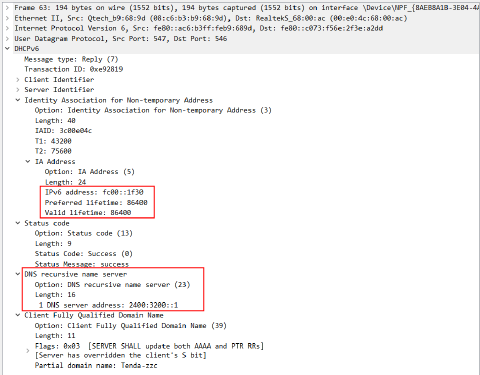 Frame 63: 194 bytes on wire (1552 bits), 194 bytes captured (1552 bits) on interface \Device\NPF_{8AEB8A1B-3E04-4A
Ethernet II, Src: Qtech_b9:68:9d (08:c6:b3:b9:68:9d), Dst: RealtekS_68:00:ac (00:e0:4c:68:00:ac)
Internet Protocol Version 6, Src: fe80::ac6:b3ff:feb9:689d, Dst: fe80::c073:f56e:2f3e:a2dd
User Datagram Protocol, Src Port: 547, Dst Port: 546
DHCPv6
Message type: Reply (7)
Transaction ID: 0xe92819
Client Identifier
Server Identifier
Identity Association for Non-temporary Address
Option: Identity Association for Non-temporary Address (3)
Length: 40
IAID: 3c00e04c
T1: 43200
T2: 75600
IA Address
Option: IA Address (5)
Length: 24
IPv6 address: fc00::1f30
Preferred lifetime: 86400
Valid lifetime: 86400
Status code
Option: Status code (13)
Length: 9
Status Code: Success (0)
Status Message: success
DNS recursive name server
Option: DNS recursive name server (23)
Length: 16
1 DNS server address: 2400:3200::1
Client Fully Qualified Domain Name
Option: Client Fully Qualified Domain Name (39)
Length: 11
Flags: 0x03 [SERVER SHALL update both AAAA and PTR RRs]
[Server has overridden the client's S bit]
Partial domain name: Tenda-zzc